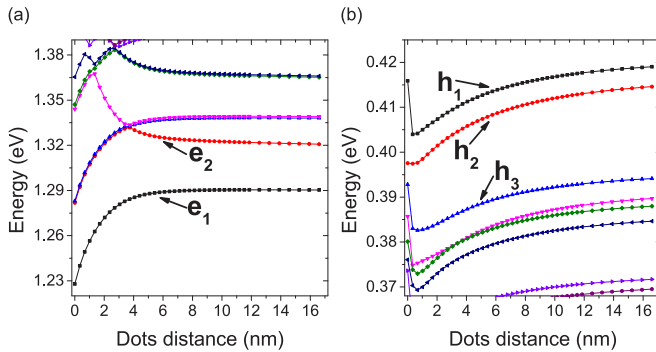 (a)
(b)
Energy (eV)
1.38
1.35
1.32
1.29
1.26
1.23
e2
e1
0 2 4 6 8 10 12 14 16
Dots distance (nm)
Energy (eV)
0.42
0.41
0.40
0.39
0.38
0.37
h1
h2
h3
0 2 4 6 8 10 12 14 16
Dots distance (nm)